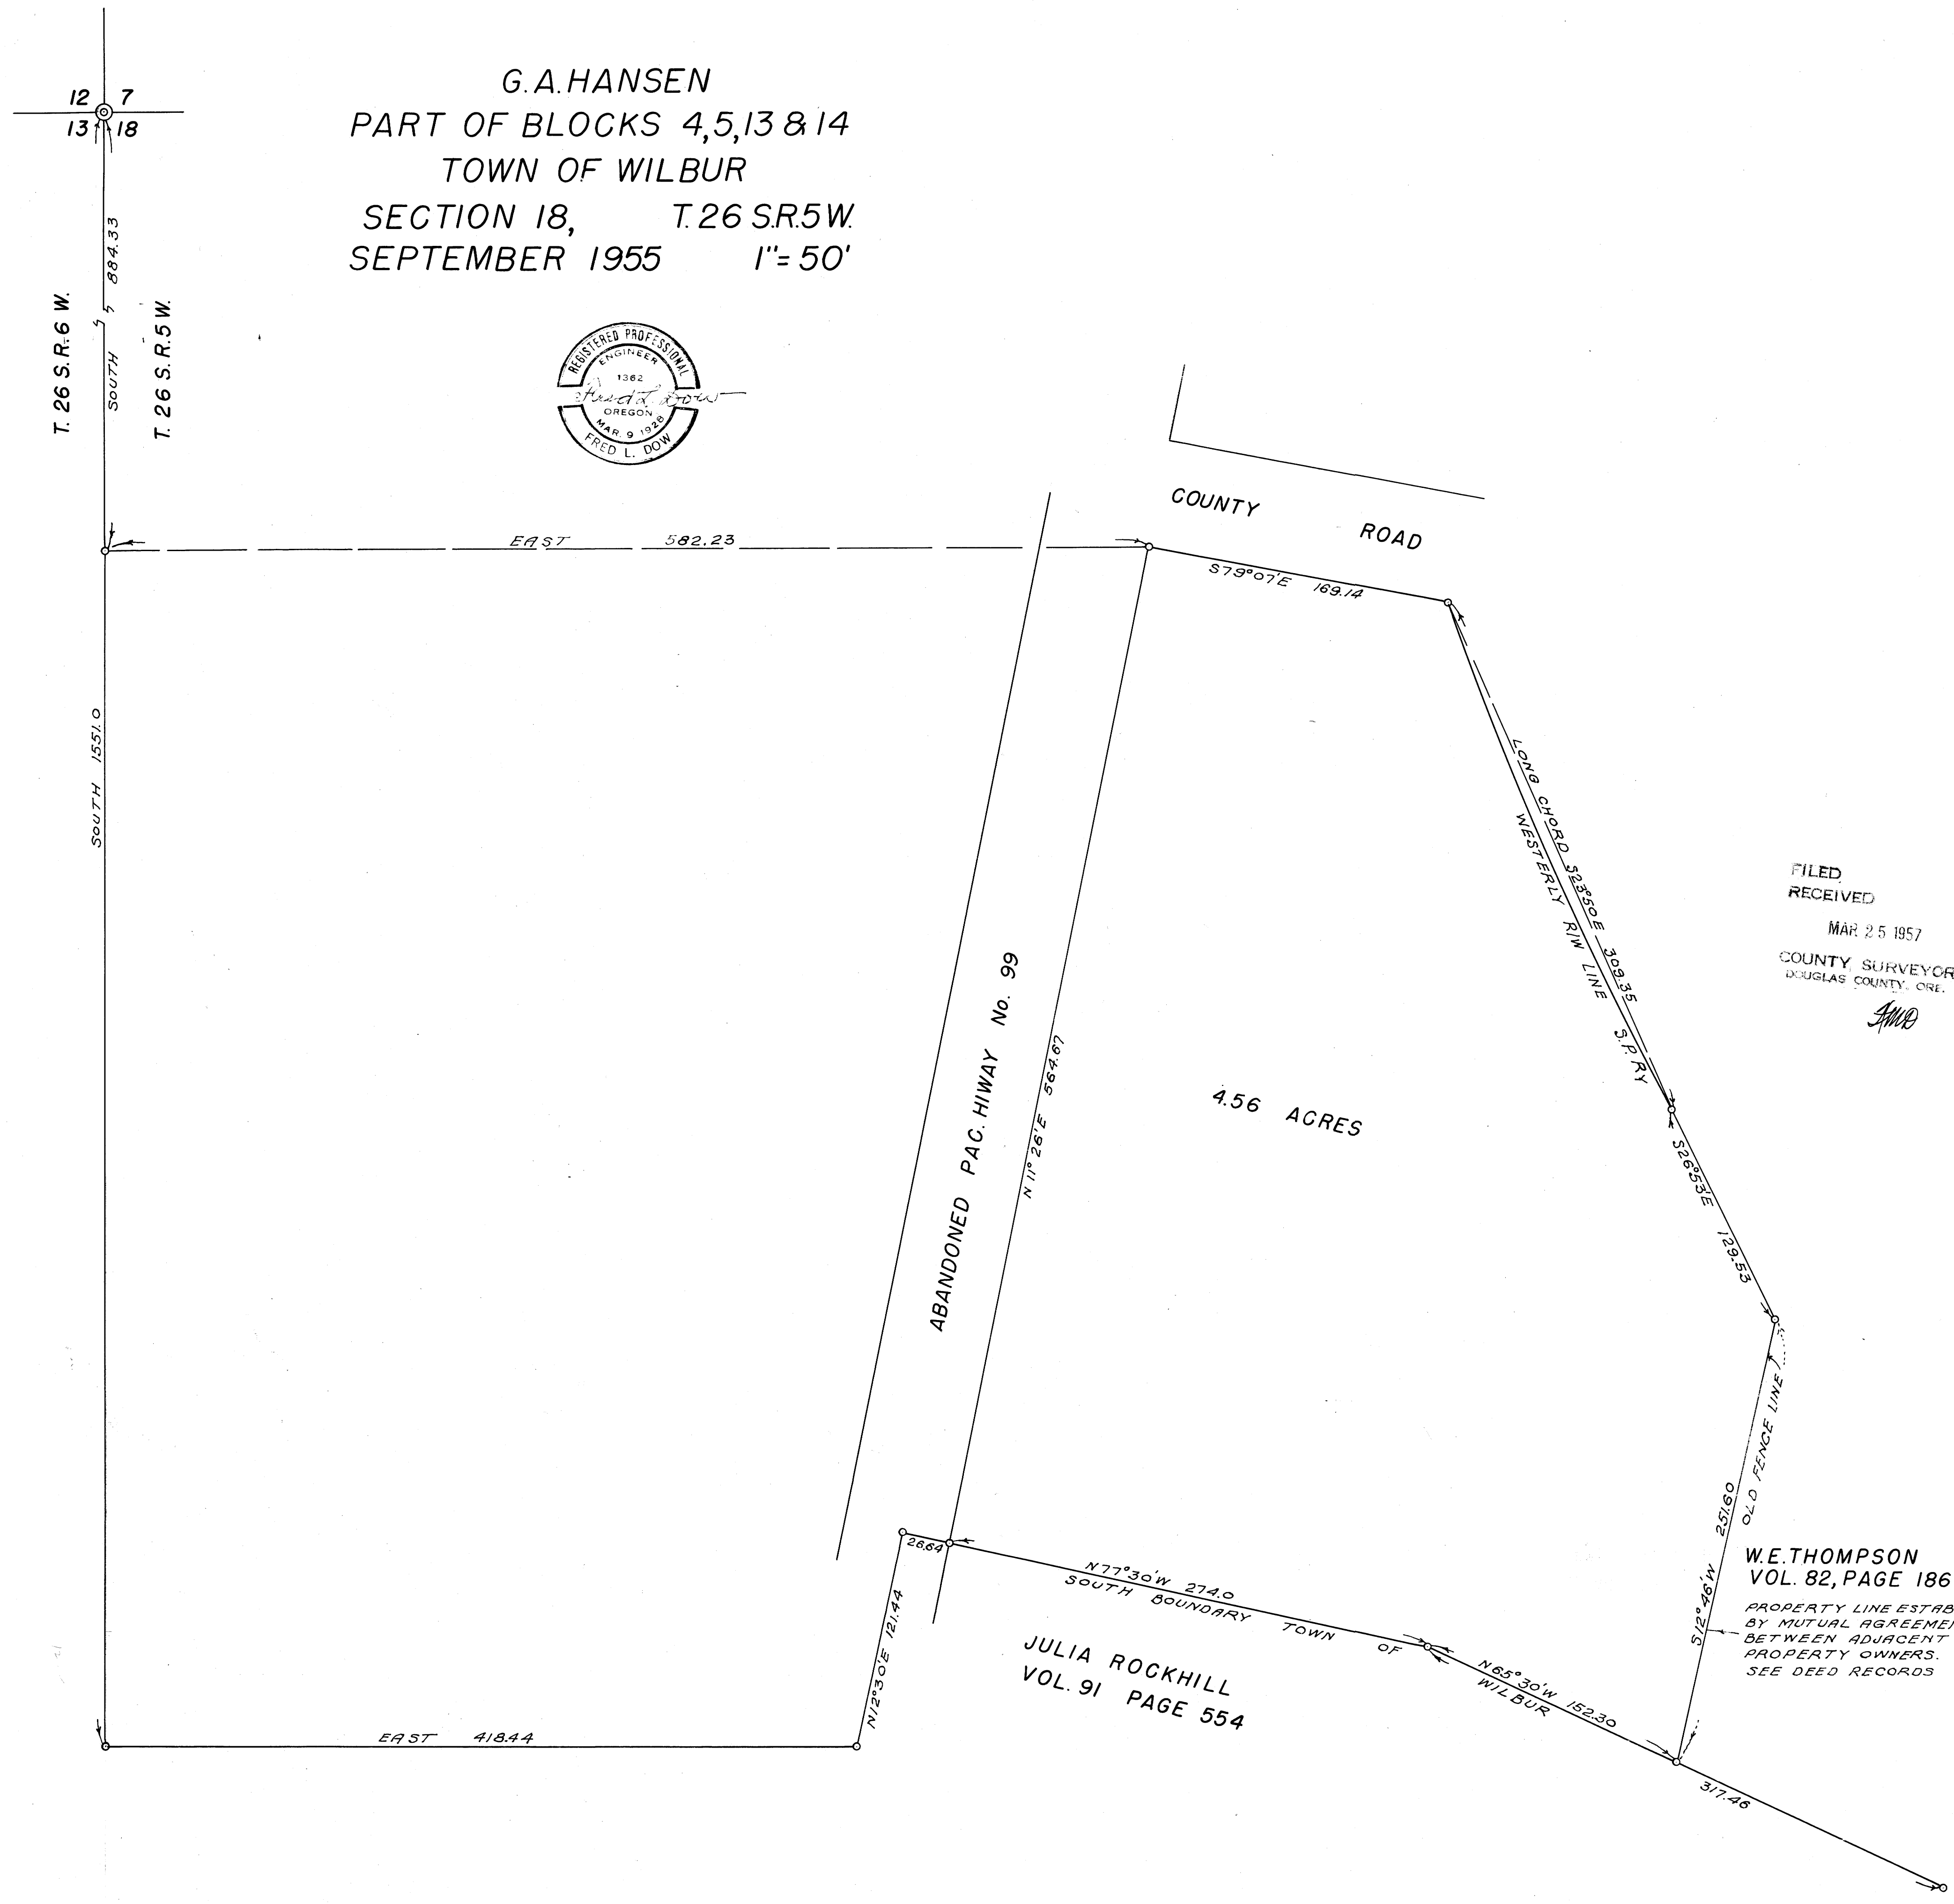 G.A.HANSEN
PART OF BLOCKS 4,5,13 & 14
TOWN OF WILBUR
SECTION 18, T.26 S.R.5W.
SEPTEMBER 1955 1"=50'
12 7
13 18
SOUTH 884.33
T. 26 S.R.6 W.
T. 26 S.R.5W.
REGISTERED PROFESSIONAL
ENGINEER
1362
Fred L. Dow
OREGON
MAR. 9 1928
FRED L. DOW
COUNTY ROAD
EAST 582.23
S79°07'E 169.14
SOUTH 1551.0
LONG CHORD S23°50'E 309.35
WESTERLY R/W LINE S.P. RY
FILED
RECEIVED
MAR 25 1957
COUNTY SURVEYOR
DOUGLAS COUNTY, ORE.
ABANDONED PAC. HIWAY No. 99
N 11° 26'E 564.67
4.56 ACRES
S26°53'E 129.53
OLD FENCE LINE
S12°46'W 251.60
W.E.THOMPSON
VOL. 82, PAGE 186
PROPERTY LINE ESTAB
BY MUTUAL AGREEME
BETWEEN ADJACENT
PROPERTY OWNERS.
SEE DEED RECORDS
26.64
N77°30'W 274.0
SOUTH BOUNDARY TOWN OF WILBUR
N65°30'W 152.30
N12°30'E 121.44
JULIA ROCKHILL
VOL. 91 PAGE 554
EAST 418.44
317.46